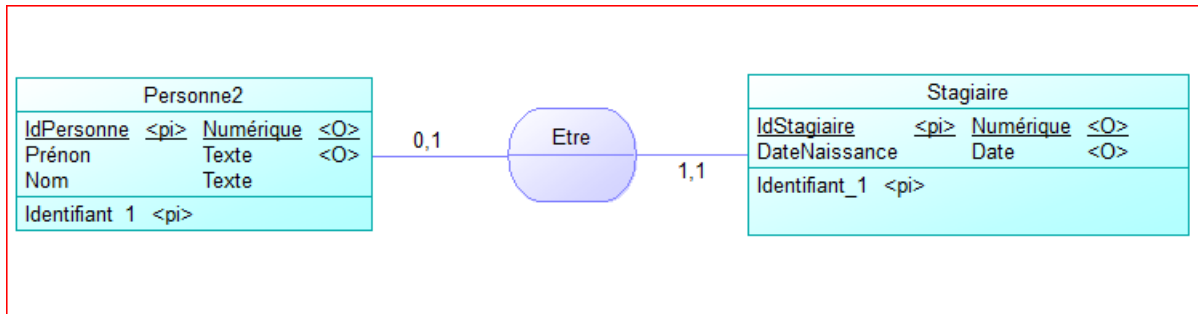 Personne2
IdPersonne <pi> Numérique <O>
Prénon Texte <O>
Nom Texte
Identifiant_1 <pi>
0,1
Etre
1,1
Stagiaire
IdStagiaire <pi> Numérique <O>
DateNaissance Date <O>
Identifiant_1 <pi>